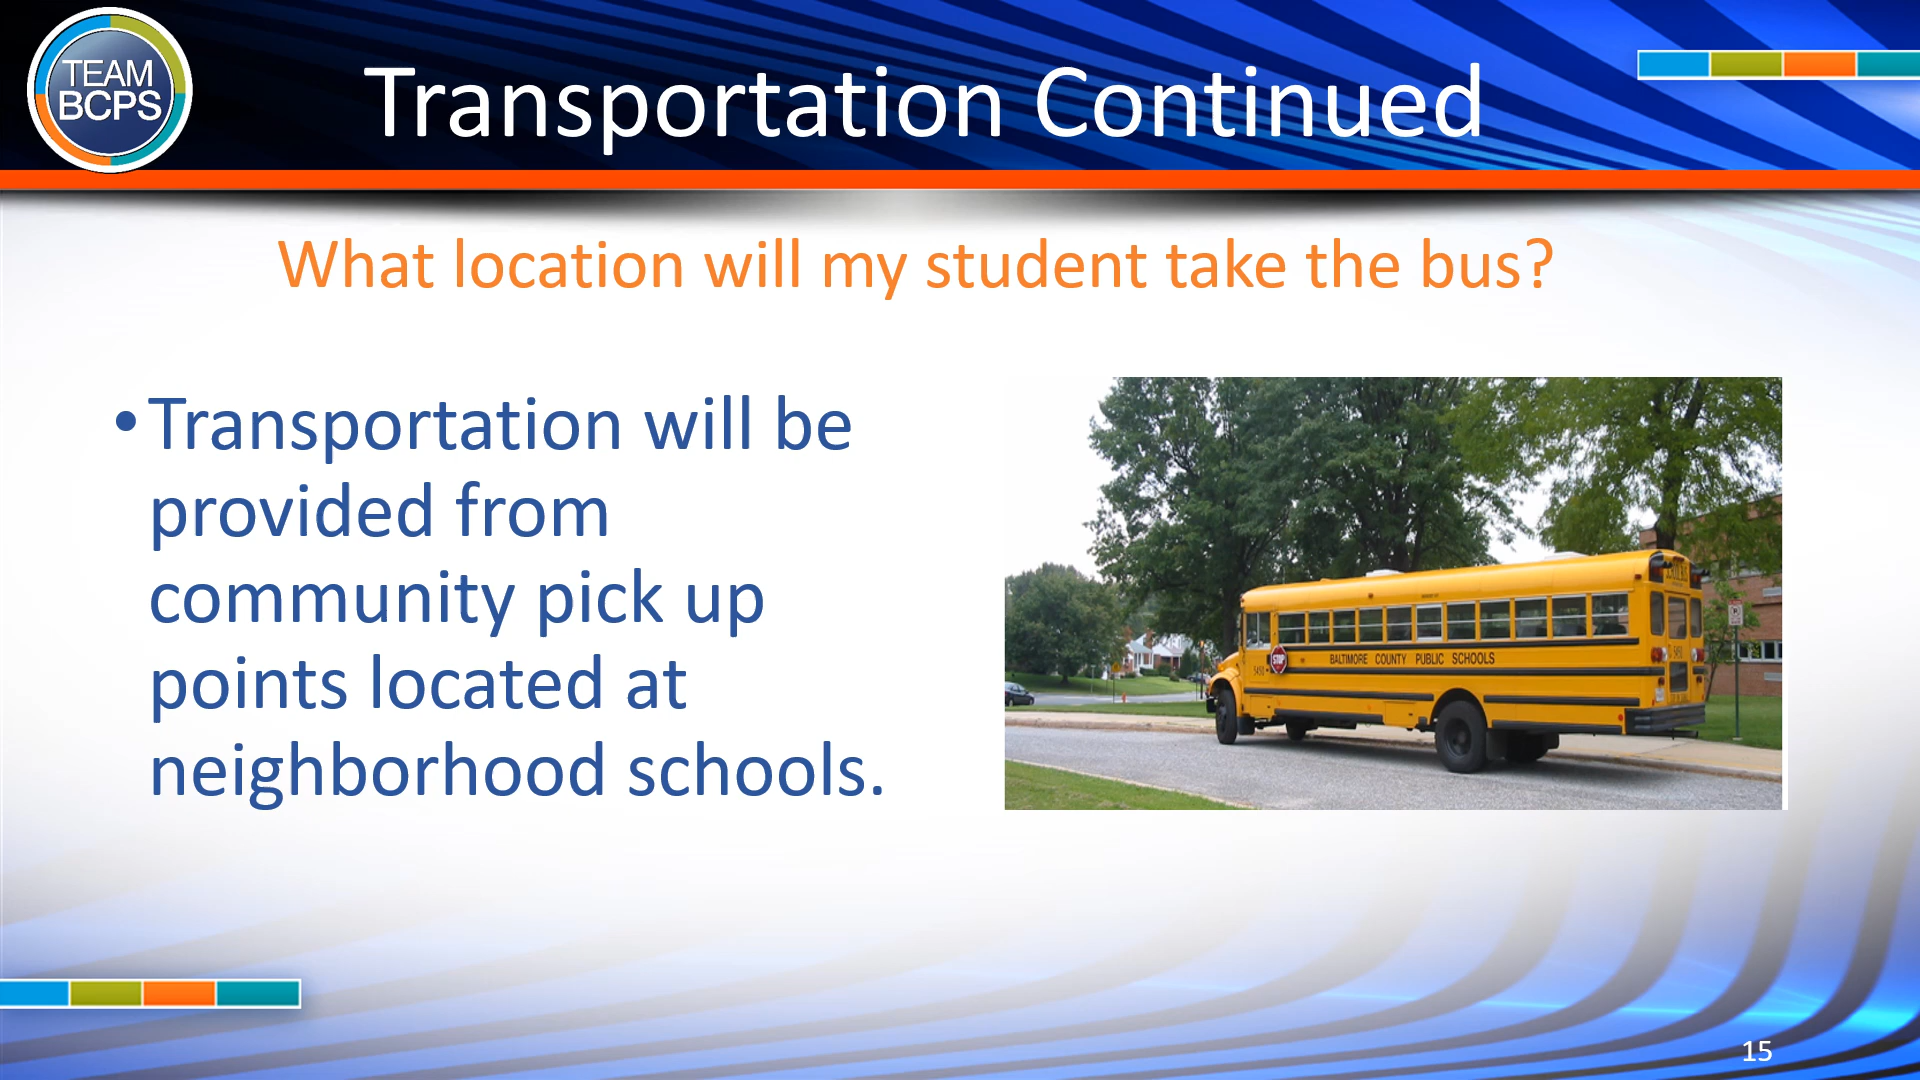 TEAM
BCPS
Transportation Continued
What location will my student take the bus?
• Transportation will be
provided from
community pick up
points located at
neighborhood schools.
BALTIMORE COUNTY PUBLIC SCHOOLS
STOP
15